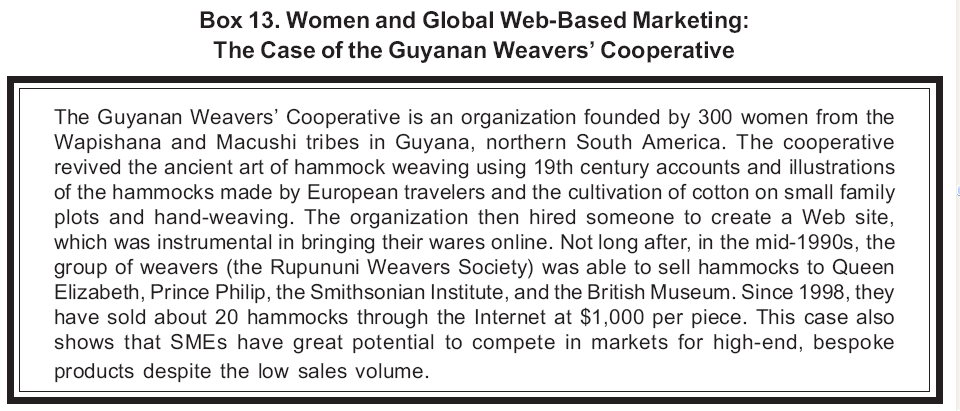 Box 13. Women and Global Web-Based Marketing:
The Case of the Guyanan Weavers’ Cooperative
The Guyanan Weavers’ Cooperative is an organization founded by 300 women from the
Wapishana and Macushi tribes in Guyana, northern South America. The cooperative
revived the ancient art of hammock weaving using 19th century accounts and illustrations
of the hammocks made by European travelers and the cultivation of cotton on small family
plots and hand-weaving. The organization then hired someone to create a Web site,
which was instrumental in bringing their wares online. Not long after, in the mid-1990s, the
group of weavers (the Rupununi Weavers Society) was able to sell hammocks to Queen
Elizabeth, Prince Philip, the Smithsonian Institute, and the British Museum. Since 1998, they
have sold about 20 hammocks through the Internet at $1,000 per piece. This case also
shows that SMEs have great potential to compete in markets for high-end, bespoke
products despite the low sales volume.